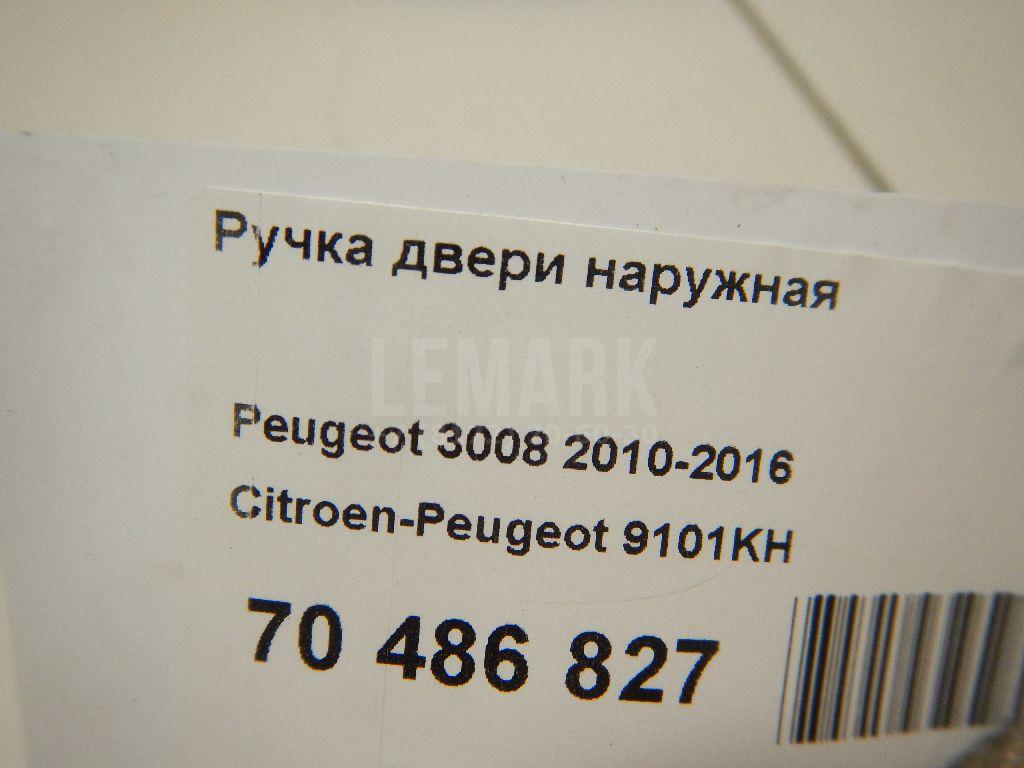 Ручка двери наружная
LEMARK
Peugeot 3008 2010-2016
Citroen-Peugeot 9101KH
70 486 827